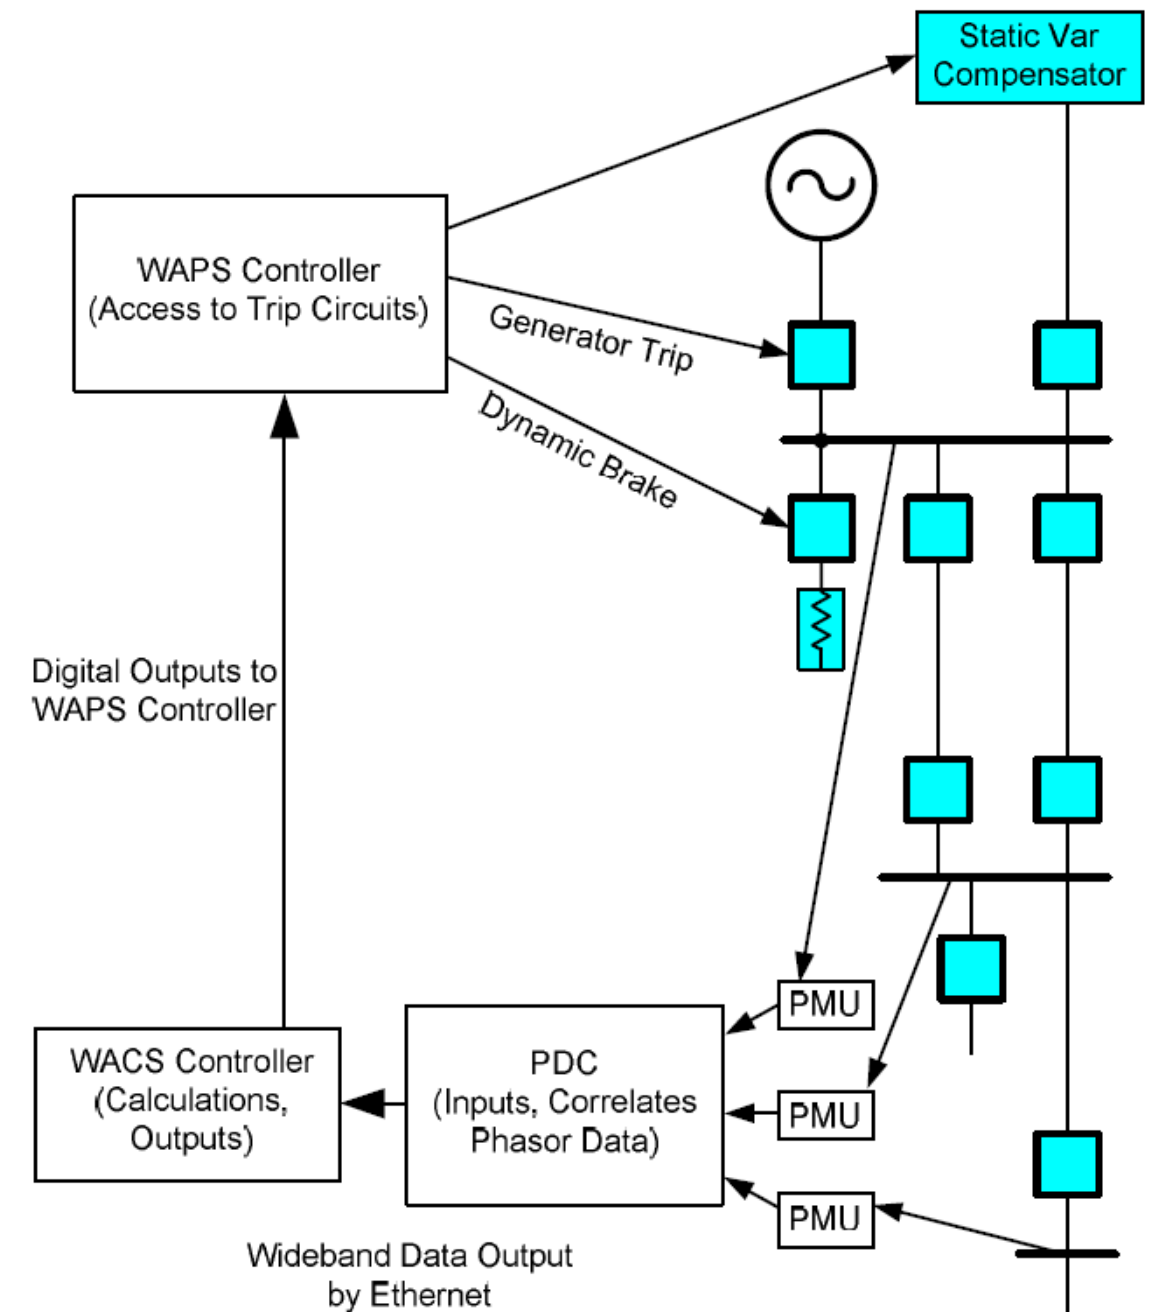 Static Var
Compensator
WAPS Controller
(Access to Trip Circuits)
Generator Trip
Dynamic Brake
Digital Outputs to
WAPS Controller
PMU
WACS Controller
(Calculations,
Outputs)
PDC
(Inputs, Correlates
Phasor Data)
PMU
PMU
Wideband Data Output
by Ethernet